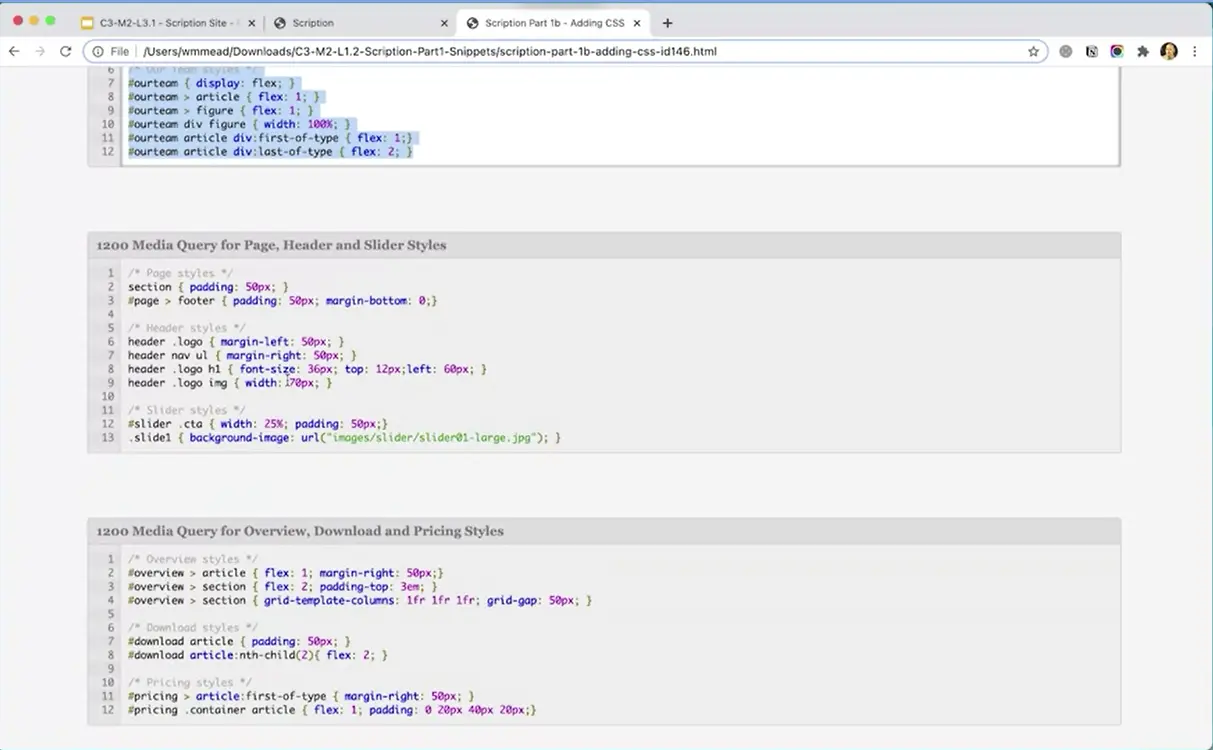 C3-M2-L3.1 - Scription Site -
Scription
Scription Part 1b - Adding CSS
File /Users/wmmead/Downloads/C3-M2-L1.2-Scription-Part1-Snippets/scription-part-1b-adding-css-id146.html
6 /* Our Team styles */
7 #ourteam { display: flex; }
8 #ourteam > article { flex: 1; }
9 #ourteam > figure { flex: 1; }
10 #ourteam div figure { width: 100%; }
11 #ourteam article div:first-of-type { flex: 1;}
12 #ourteam article div:last-of-type { flex: 2; }
1200 Media Query for Page, Header and Slider Styles
1 /* Page styles */
2 section { padding: 50px; }
3 #page > footer { padding: 50px; margin-bottom: 0;}
4
5 /* Header styles */
6 header .logo { margin-left: 50px; }
7 header nav ul { margin-right: 50px; }
8 header .logo h1 { font-size: 36px; top: 12px;left: 60px; }
9 header .logo img { width: 70px; }
10
11 /* Slider styles */
12 #slider .cta { width: 25%; padding: 50px;}
13 .slide1 { background-image: url("images/slider/slider01-large.jpg"); }
1200 Media Query for Overview, Download and Pricing Styles
1 /* Overview styles */
2 #overview > article { flex: 1; margin-right: 50px;}
3 #overview > section { flex: 2; padding-top: 3em; }
4 #overview > section { grid-template-columns: 1fr 1fr 1fr; grid-gap: 50px; }
5
6 /* Download styles */
7 #download article { padding: 50px; }
8 #download article:nth-child(2){ flex: 2; }
9
10 /* Pricing styles */
11 #pricing > article:first-of-type { margin-right: 50px; }
12 #pricing .container article { flex: 1; padding: 0 20px 40px 20px;}